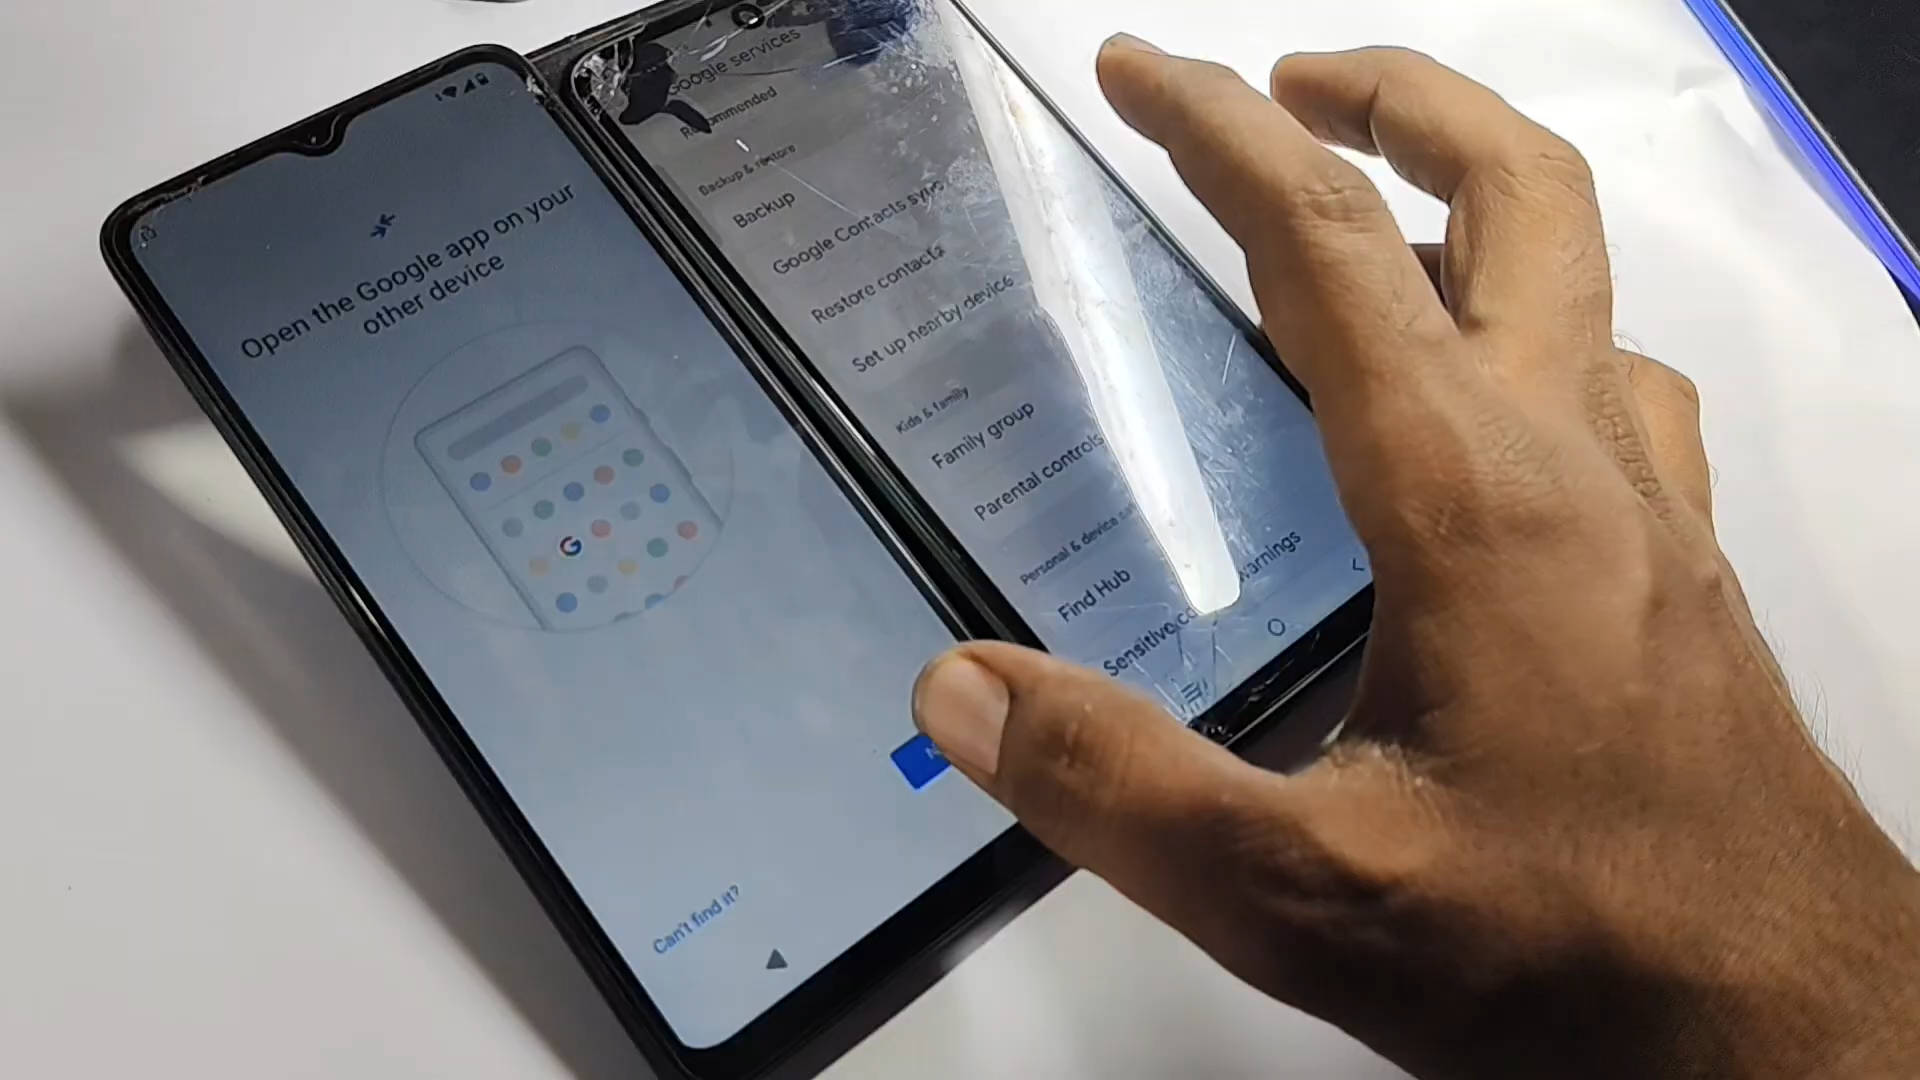 Open the Google app on your
other device
G
Can't find it?
Google services
Recommended
Backup & restore
Backup
Google Contacts sync
Restore contacts
Set up nearby device
Kids & family
Family group
Parental controls
Personal & device
Find Hub
Sensitive warnings